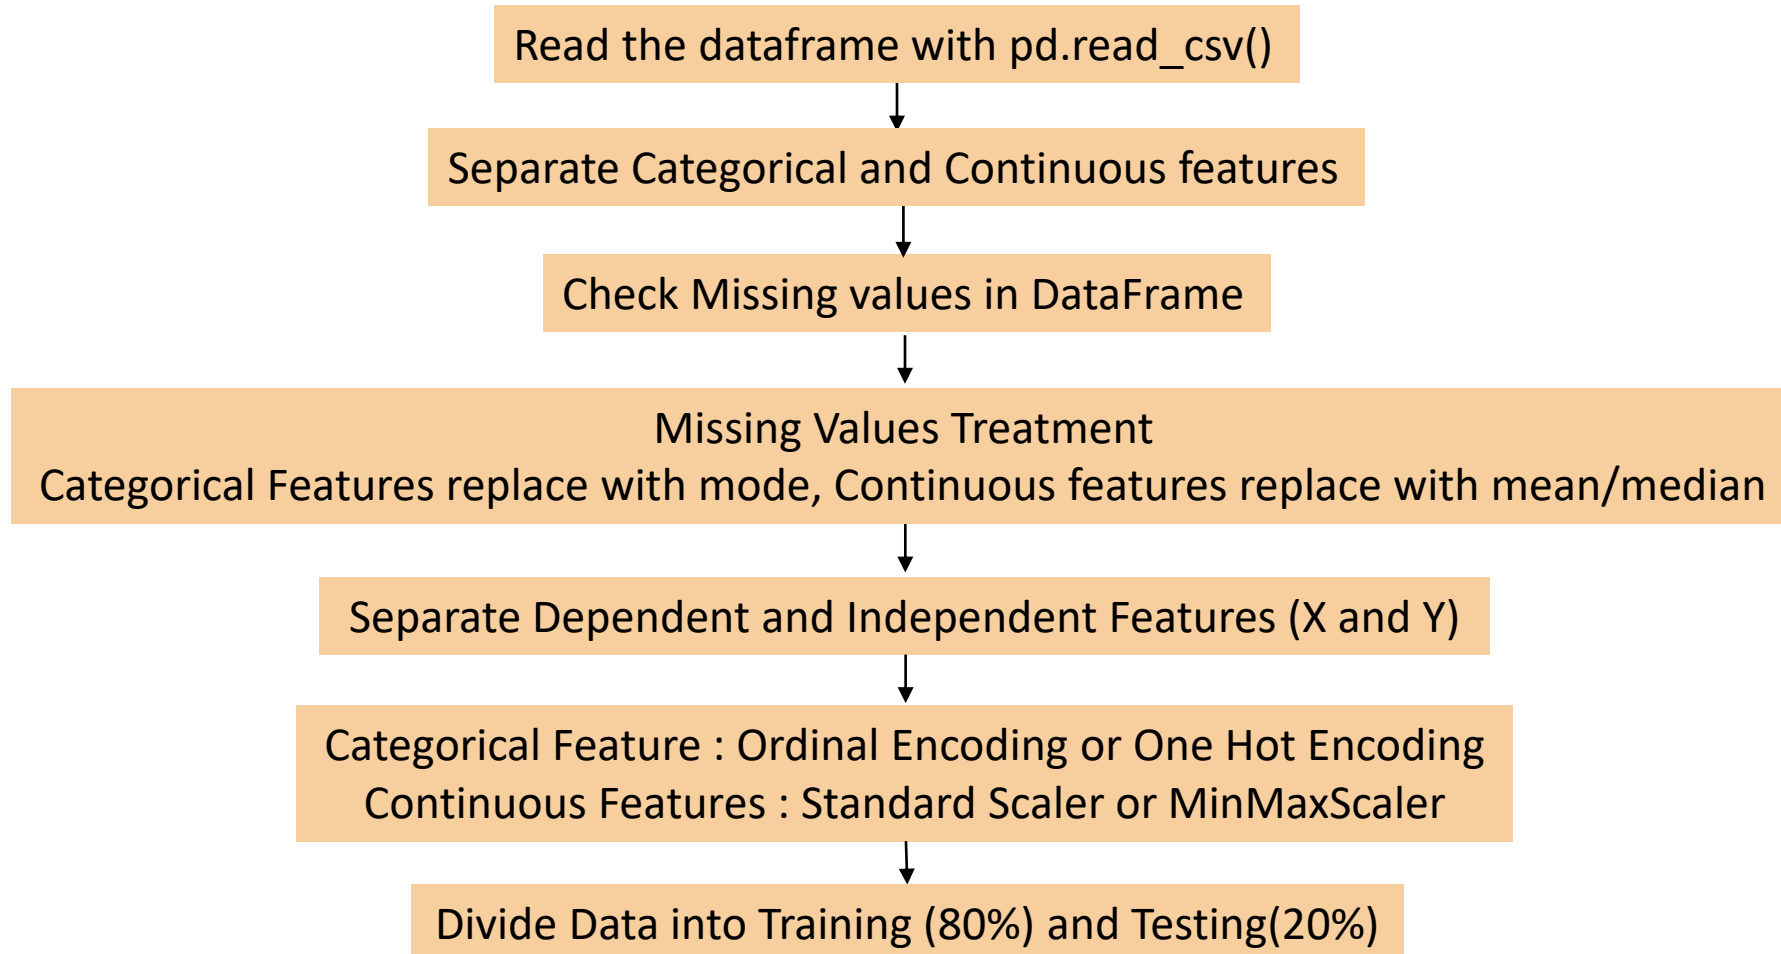 Read the dataframe with pd.read_csv()
Separate Categorical and Continuous features
Check Missing values in DataFrame
Missing Values Treatment
Categorical Features replace with mode, Continuous features replace with mean/median
Separate Dependent and Independent Features (X and Y)
Categorical Feature : Ordinal Encoding or One Hot Encoding
Continuous Features : Standard Scaler or MinMaxScaler
Divide Data into Training (80%) and Testing(20%)